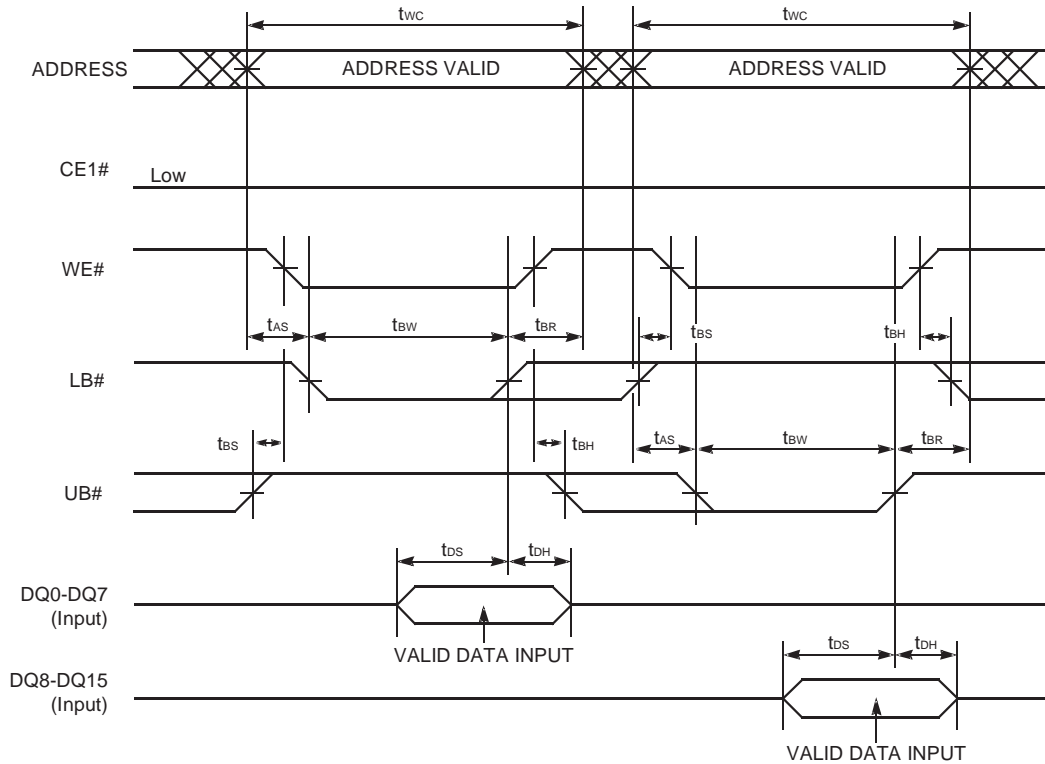 tWC tWC
ADDRESS ADDRESS VALID ADDRESS VALID
CE1# Low
WE#
tAS tBW tBR tBS tBH
LB#
tBS tBH tAS tBW tBR
UB#
tDS tDH
DQ0-DQ7
(Input)
VALID DATA INPUT
tDS tDH
DQ8-DQ15
(Input)
VALID DATA INPUT